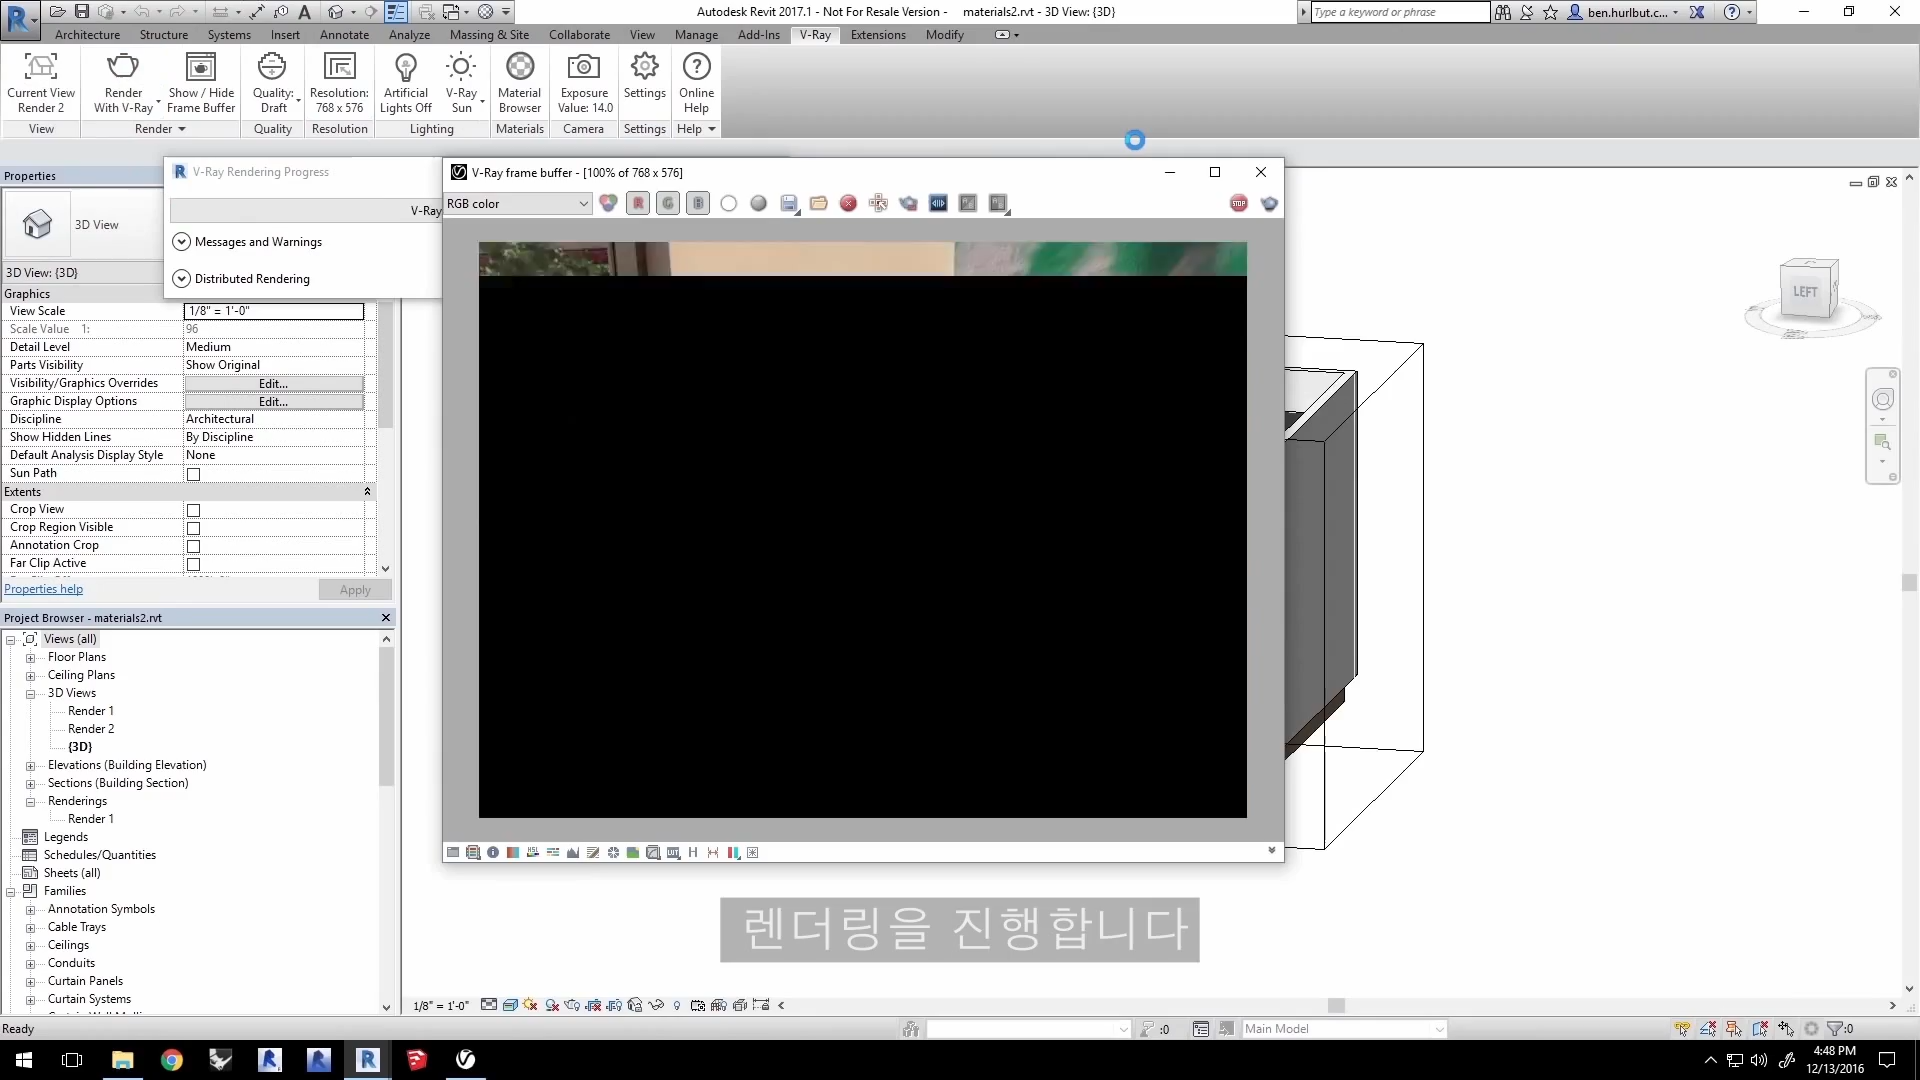 Autodesk Revit 2017.1 - Not For Resale Version - materials2.rvt - 3D View: {3D}
Type a keyword or phrase
ben.hurlbut.c...
Architecture Structure Systems Insert Annotate Analyze Massing & Site Collaborate View Manage Add-Ins V-Ray Extensions Modify
Current View
Render 2
Render
With V-Ray
Show / Hide
Frame Buffer
Quality:
Draft
Resolution:
768 x 576
Artificial
Lights Off
V-Ray
Sun
Material
Browser
Exposure
Value: 14.0
Settings
Online
Help
View Render Quality Resolution Lighting Materials Camera Settings Help
Properties
3D View
3D View: {3D}
Graphics
View Scale 1/8" = 1'-0"
Scale Value 1: 96
Detail Level Medium
Parts Visibility Show Original
Visibility/Graphics Overrides Edit...
Graphic Display Options Edit...
Discipline Architectural
Show Hidden Lines By Discipline
Default Analysis Display Style None
Sun Path
Extents
Crop View
Crop Region Visible
Annotation Crop
Far Clip Active
Properties help Apply
V-Ray Rendering Progress
V-Ray
Messages and Warnings
Distributed Rendering
V-Ray frame buffer - [100% of 768 x 576]
RGB color
R G B
STOP
HSL
LUT
H
LEFT
Project Browser - materials2.rvt
Views (all)
Floor Plans
Ceiling Plans
3D Views
Render 1
Render 2
{3D}
Elevations (Building Elevation)
Sections (Building Section)
Renderings
Render 1
Legends
Schedules/Quantities
Sheets (all)
Families
Annotation Symbols
Cable Trays
Ceilings
Conduits
Curtain Panels
Curtain Systems
렌더링을 진행합니다
1/8" = 1'-0"
Ready
:0
Main Model
:0
4:48 PM
12/13/2016